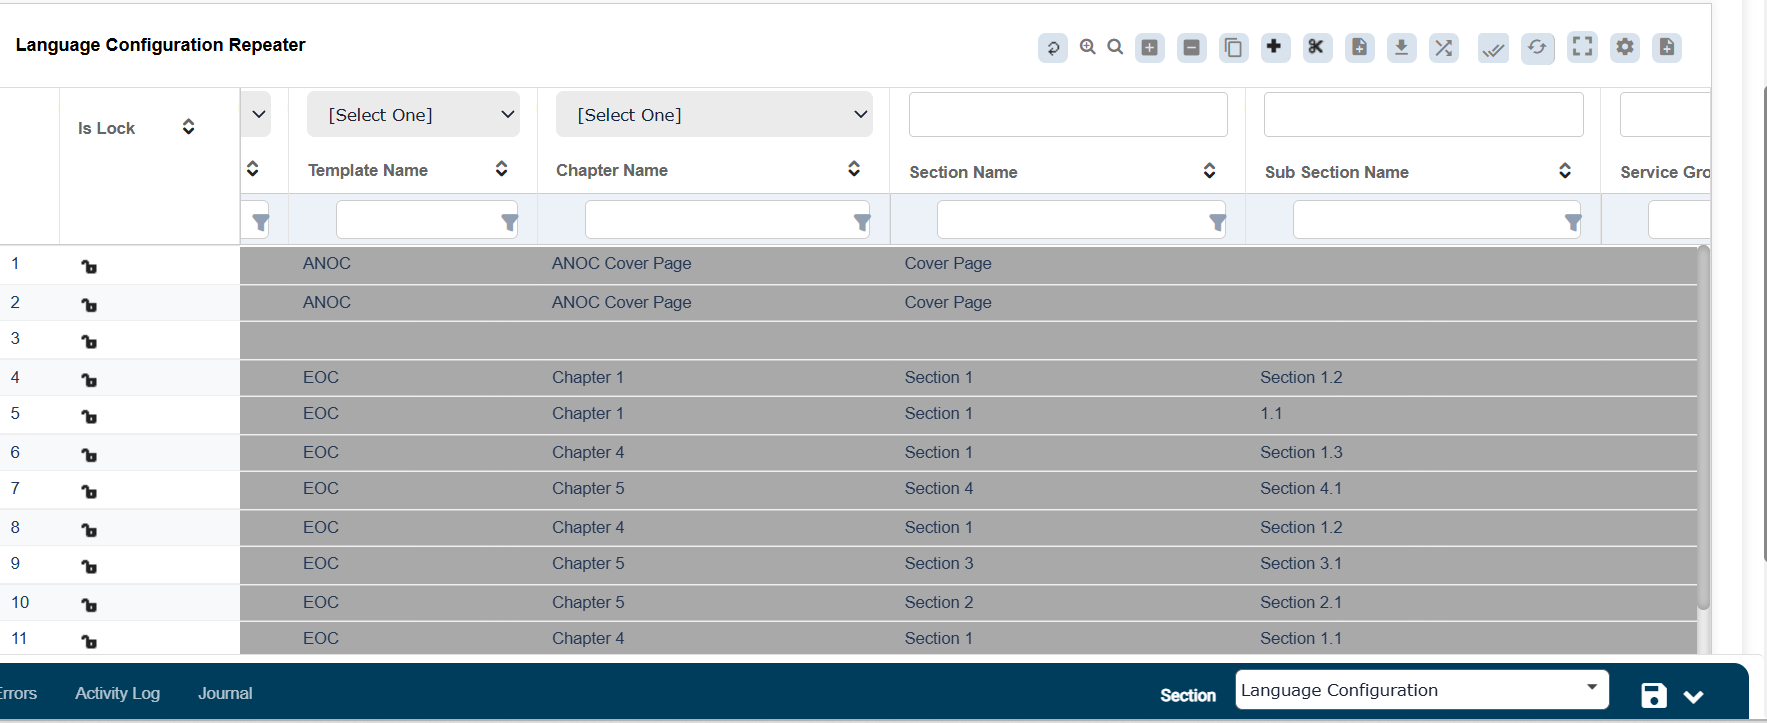 Language Configuration Repeater
Is Lock
[Select One] [Select One]
Template Name Chapter Name Section Name Sub Section Name Service Gro
1 ANOC ANOC Cover Page Cover Page
2 ANOC ANOC Cover Page Cover Page
3
4 EOC Chapter 1 Section 1 Section 1.2
5 EOC Chapter 1 Section 1 1.1
6 EOC Chapter 4 Section 1 Section 1.3
7 EOC Chapter 5 Section 4 Section 4.1
8 EOC Chapter 4 Section 1 Section 1.2
9 EOC Chapter 5 Section 3 Section 3.1
10 EOC Chapter 5 Section 2 Section 2.1
11 EOC Chapter 4 Section 1 Section 1.1
Errors Activity Log Journal Section Language Configuration